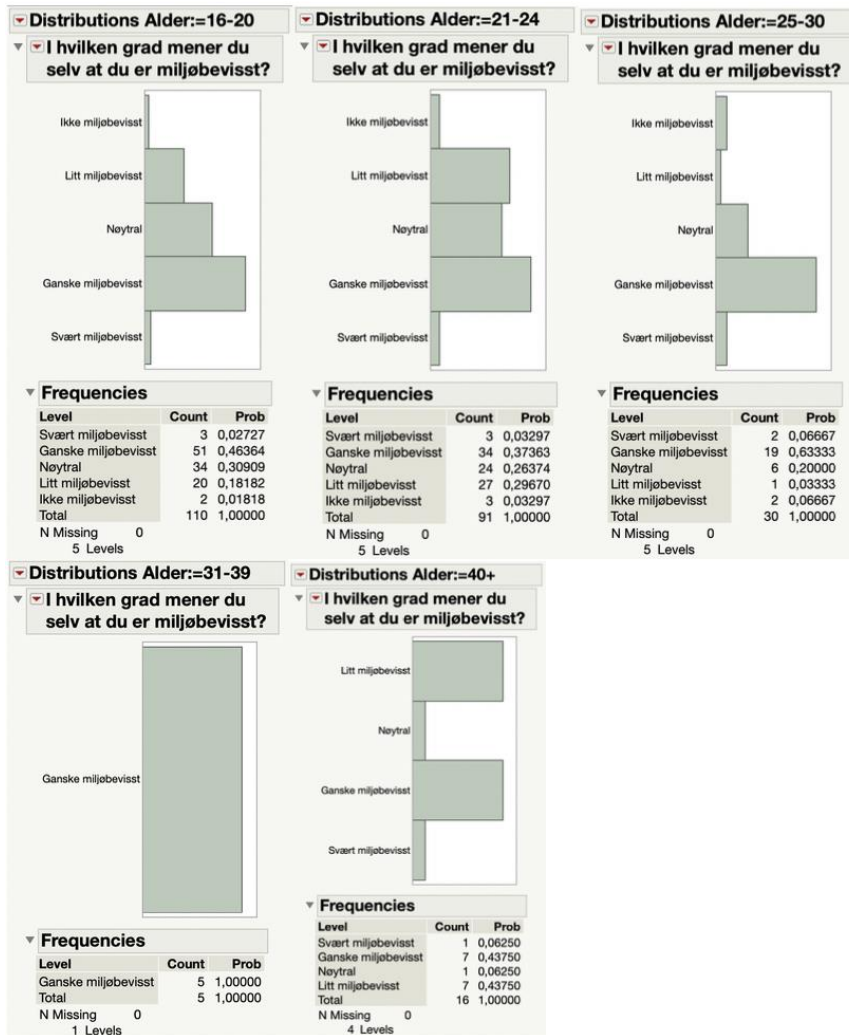 Distributions Alder:=16-20
I hvilken grad mener du
selv at du er miljøbevisst?
Ikke miljøbevisst
Litt miljøbevisst
Nøytral
Ganske miljøbevisst
Svært miljøbevisst
Frequencies
Level Count Prob
Svært miljøbevisst 3 0,02727
Ganske miljøbevisst 51 0,46364
Nøytral 34 0,30909
Litt miljøbevisst 20 0,18182
Ikke miljøbevisst 2 0,01818
Total 110 1,00000
N Missing 0
5 Levels
Distributions Alder:=21-24
I hvilken grad mener du
selv at du er miljøbevisst?
Ikke miljøbevisst
Litt miljøbevisst
Nøytral
Ganske miljøbevisst
Svært miljøbevisst
Frequencies
Level Count Prob
Svært miljøbevisst 3 0,03297
Ganske miljøbevisst 34 0,37363
Nøytral 24 0,26374
Litt miljøbevisst 27 0,29670
Ikke miljøbevisst 3 0,03297
Total 91 1,00000
N Missing 0
5 Levels
Distributions Alder:=25-30
I hvilken grad mener du
selv at du er miljøbevisst?
Ikke miljøbevisst
Litt miljøbevisst
Nøytral
Ganske miljøbevisst
Svært miljøbevisst
Frequencies
Level Count Prob
Svært miljøbevisst 2 0,06667
Ganske miljøbevisst 19 0,63333
Nøytral 6 0,20000
Litt miljøbevisst 1 0,03333
Ikke miljøbevisst 2 0,06667
Total 30 1,00000
N Missing 0
5 Levels
Distributions Alder:=31-39
I hvilken grad mener du
selv at du er miljøbevisst?
Ganske miljøbevisst
Frequencies
Level Count Prob
Ganske miljøbevisst 5 1,00000
Total 5 1,00000
N Missing 0
1 Levels
Distributions Alder:=40+
I hvilken grad mener du
selv at du er miljøbevisst?
Litt miljøbevisst
Nøytral
Ganske miljøbevisst
Svært miljøbevisst
Frequencies
Level Count Prob
Svært miljøbevisst 1 0,06250
Ganske miljøbevisst 7 0,43750
Nøytral 1 0,06250
Litt miljøbevisst 7 0,43750
Total 16 1,00000
N Missing 0
4 Levels